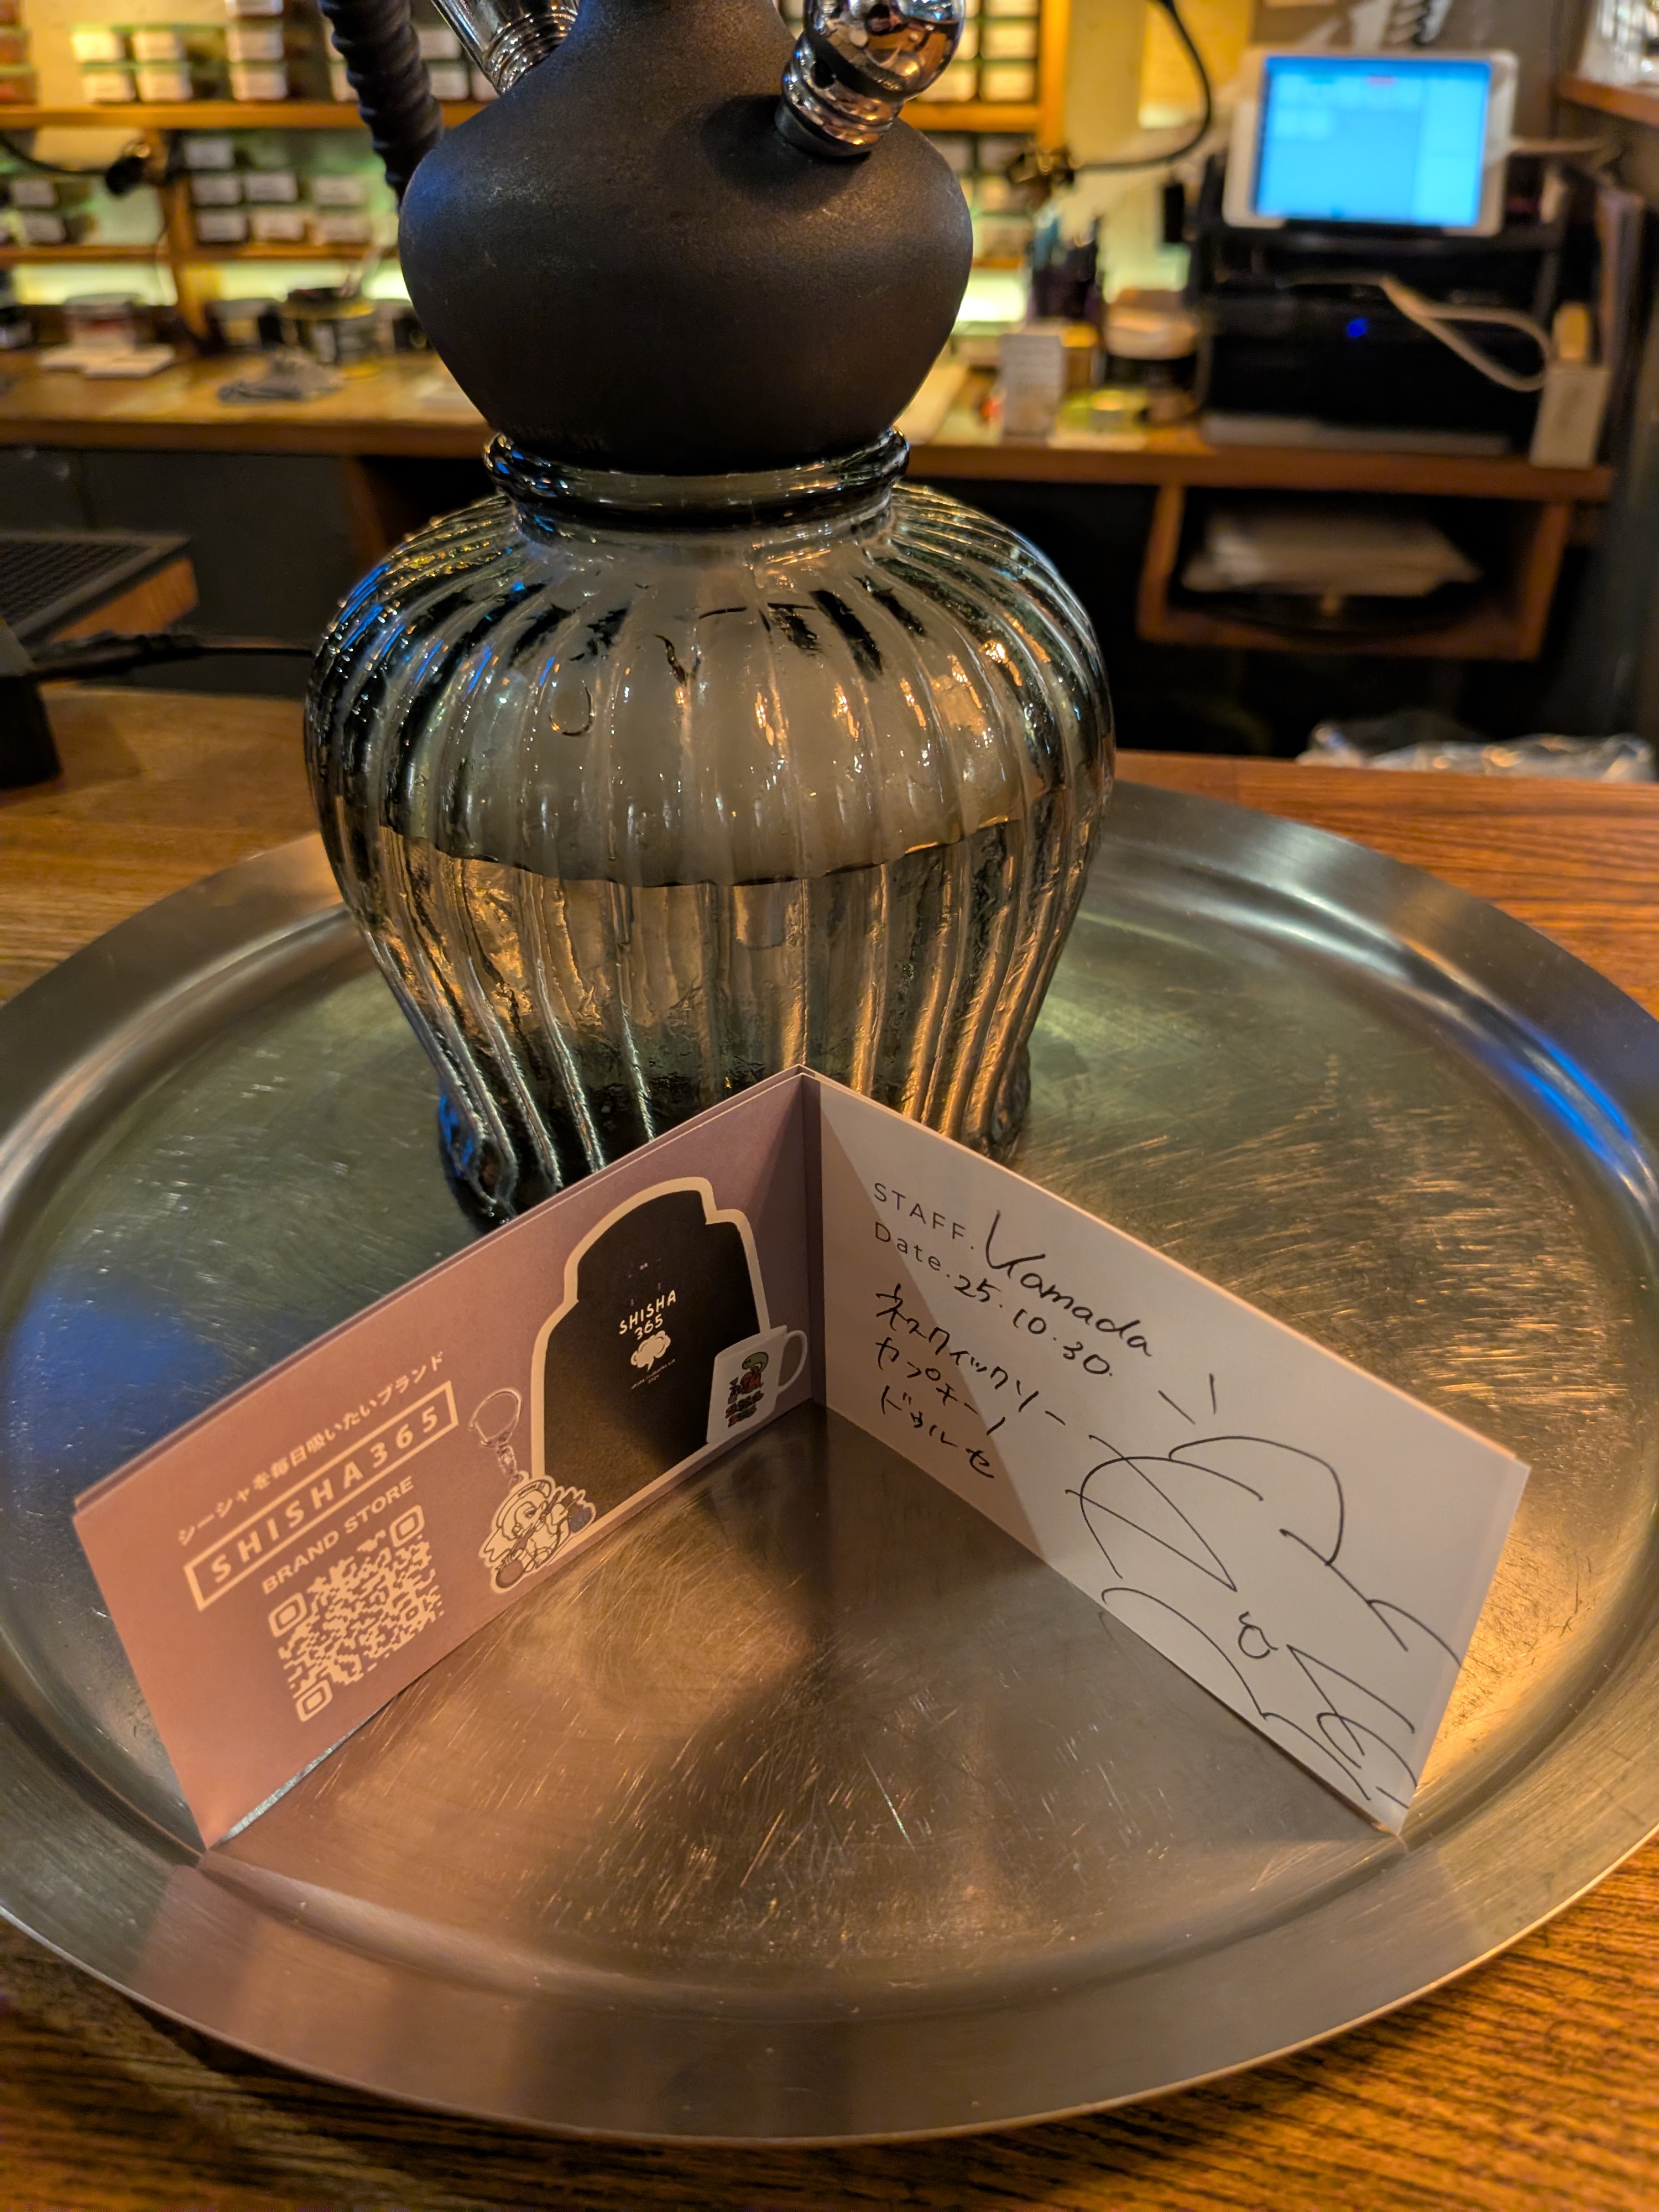 シーシャを毎日吸いたいブランド
SHISHA365
BRAND STORE
SHISHA
365
STAFF. Kamada
Date. 25.10.30.
ネスクイックソー
カプチーノ
ドゥルセ